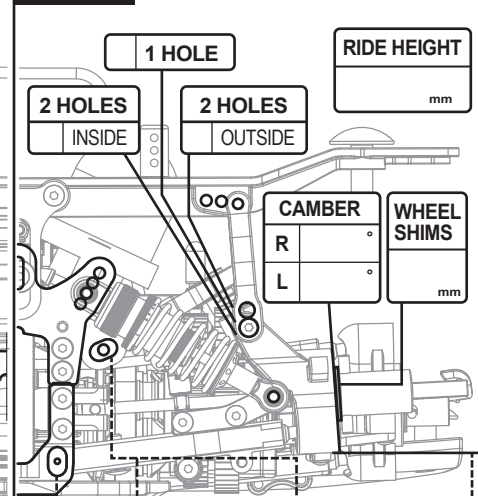 1 HOLE
RIDE HEIGHT
mm
2 HOLES
INSIDE
2 HOLES
OUTSIDE
CAMBER
R °
L °
WHEEL
SHIMS
mm